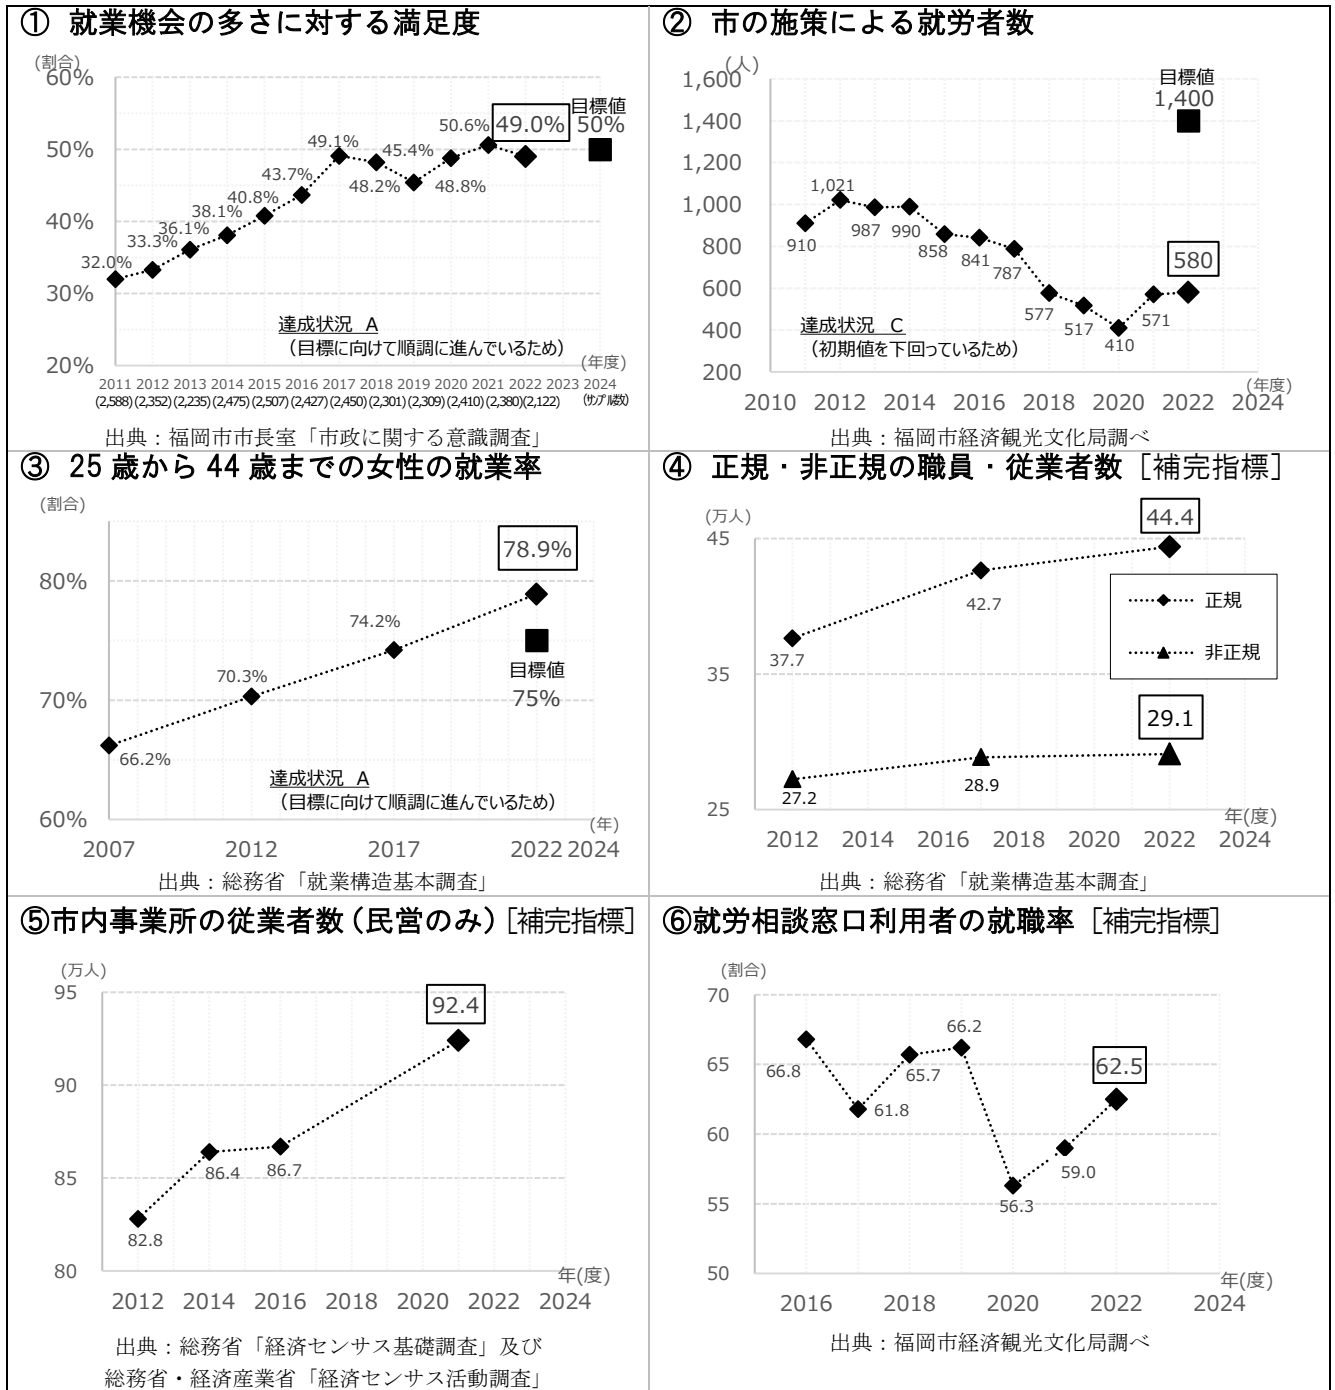 ① 就業機会の多さに対する満足度
(割合)
60%
50%
40%
30%
20%
32.0%
33.3%
36.1%
38.1%
40.8%
43.7%
49.1%
48.2%
45.4%
48.8%
50.6%
49.0%
目標値
50%
達成状況 A
（目標に向けて順調に進んでいるため）
(年度)
2011 2012 2013 2014 2015 2016 2017 2018 2019 2020 2021 2022 2023 2024
(2,588) (2,352) (2,235) (2,475) (2,507) (2,427) (2,450) (2,301) (2,309) (2,410) (2,380) (2,122) (サンプル数)
出典：福岡市市長室「市政に関する意識調査」
② 市の施策による就労者数
(人)
1,600
1,400
1,200
1,000
800
600
400
200
910
1,021
987
990
858
841
787
577
517
410
571
580
目標値
1,400
達成状況 C
（初期値を下回っているため）
(年度)
2010 2012 2014 2016 2018 2020 2022 2024
出典：福岡市経済観光文化局調べ
③ 25 歳から 44 歳までの女性の就業率
(割合)
80%
70%
60%
66.2%
70.3%
74.2%
78.9%
目標値
75%
達成状況 A
（目標に向けて順調に進んでいるため）
(年)
2007 2012 2017 2022 2024
出典：総務省「就業構造基本調査」
④ 正規・非正規の職員・従業者数［補完指標］
(万人)
45
35
25
37.7
42.7
44.4
正規
非正規
27.2
28.9
29.1
年(度)
2012 2014 2016 2018 2020 2022 2024
出典：総務省「就業構造基本調査」
⑤市内事業所の従業者数（民営のみ）［補完指標］
(万人)
95
90
85
80
82.8
86.4
86.7
92.4
年(度)
2012 2014 2016 2018 2020 2022 2024
出典：総務省「経済センサス基礎調査」及び
総務省・経済産業省「経済センサス活動調査」
⑥就労相談窓口利用者の就職率［補完指標］
(割合)
70
65
60
55
50
66.8
61.8
65.7
66.2
56.3
59.0
62.5
年(度)
2016 2018 2020 2022 2024
出典：福岡市経済観光文化局調べ